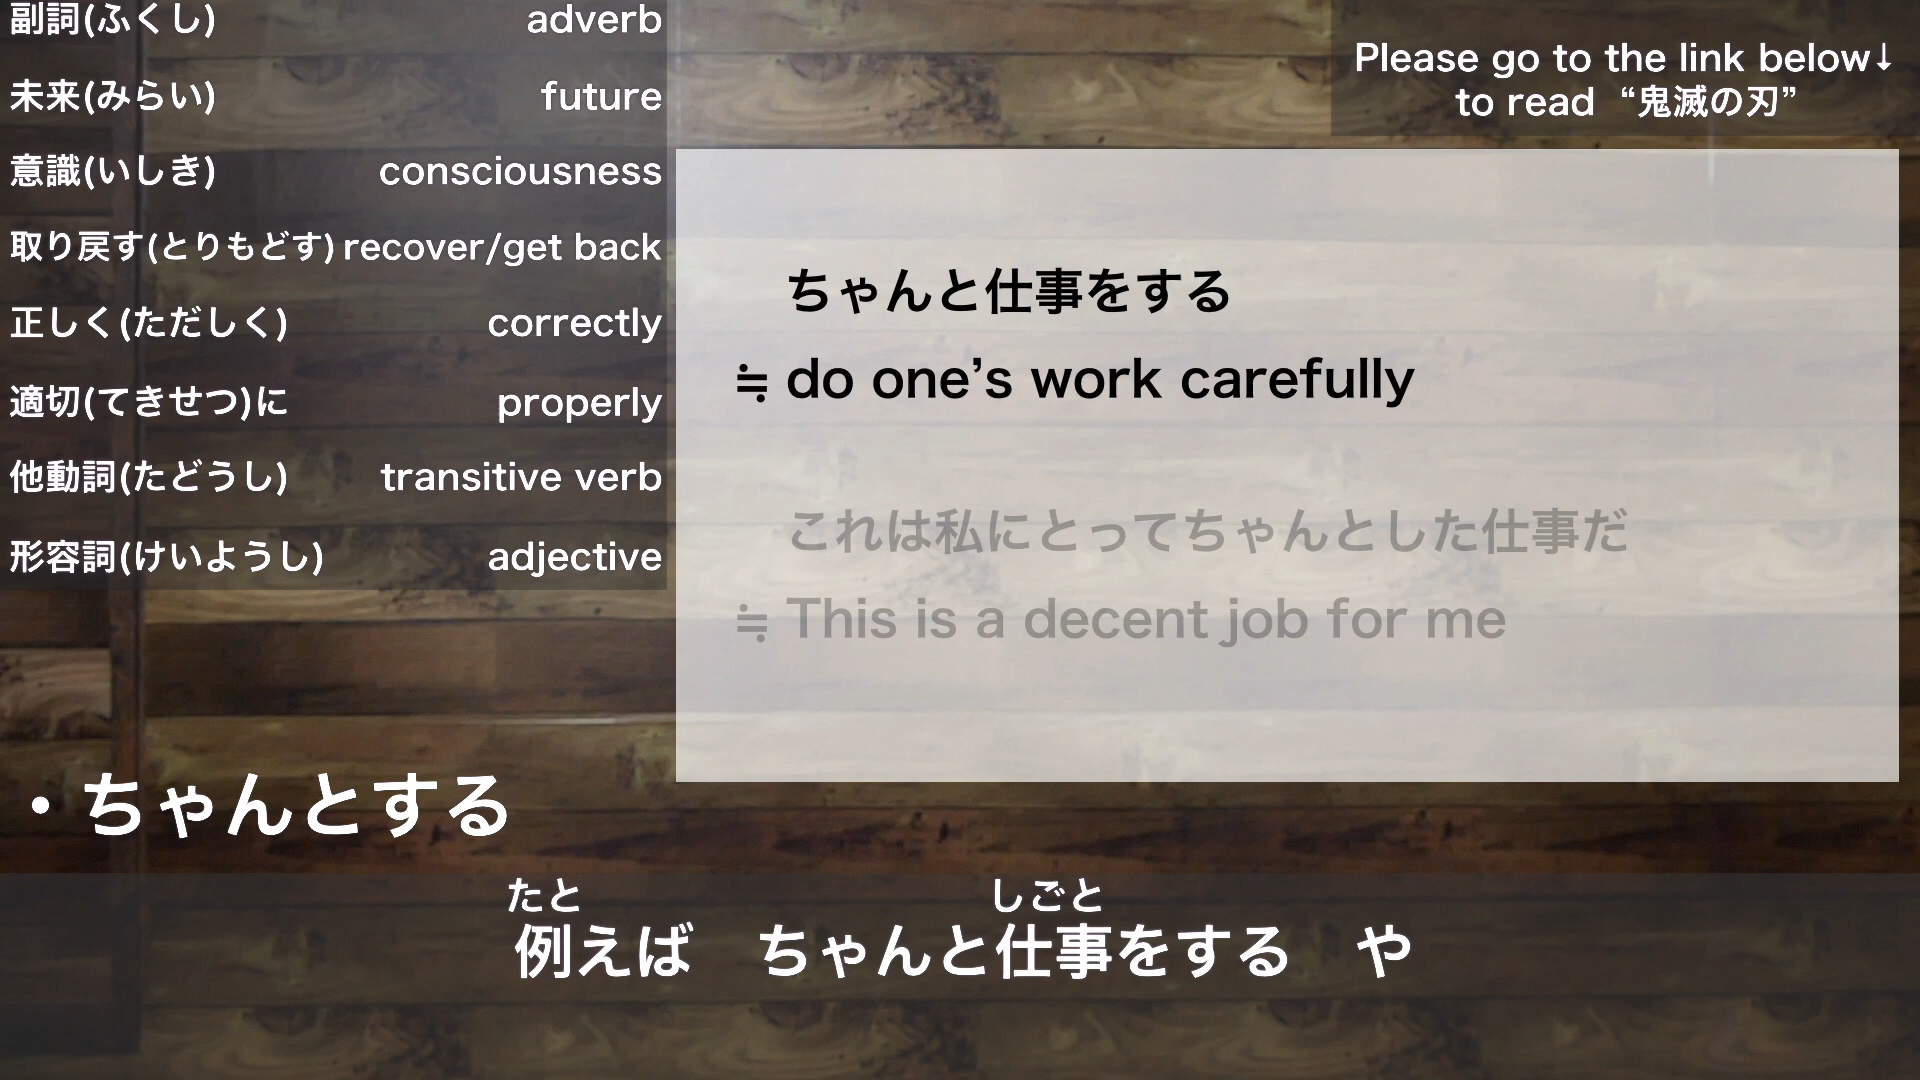 副詞(ふくし) adverb
未来(みらい) future
意識(いしき) consciousness
取り戻す(とりもどす) recover/get back
正しく(ただしく) correctly
適切(てきせつ)に properly
他動詞(たどうし) transitive verb
形容詞(けいようし) adjective
Please go to the link below↓
to read “鬼滅の刃”
ちゃんと仕事をする
≒ do one’s work carefully
これは私にとってちゃんとした仕事だ
≒ This is a decent job for me
・ちゃんとする
たと しごと
例えば　ちゃんと仕事をする　や